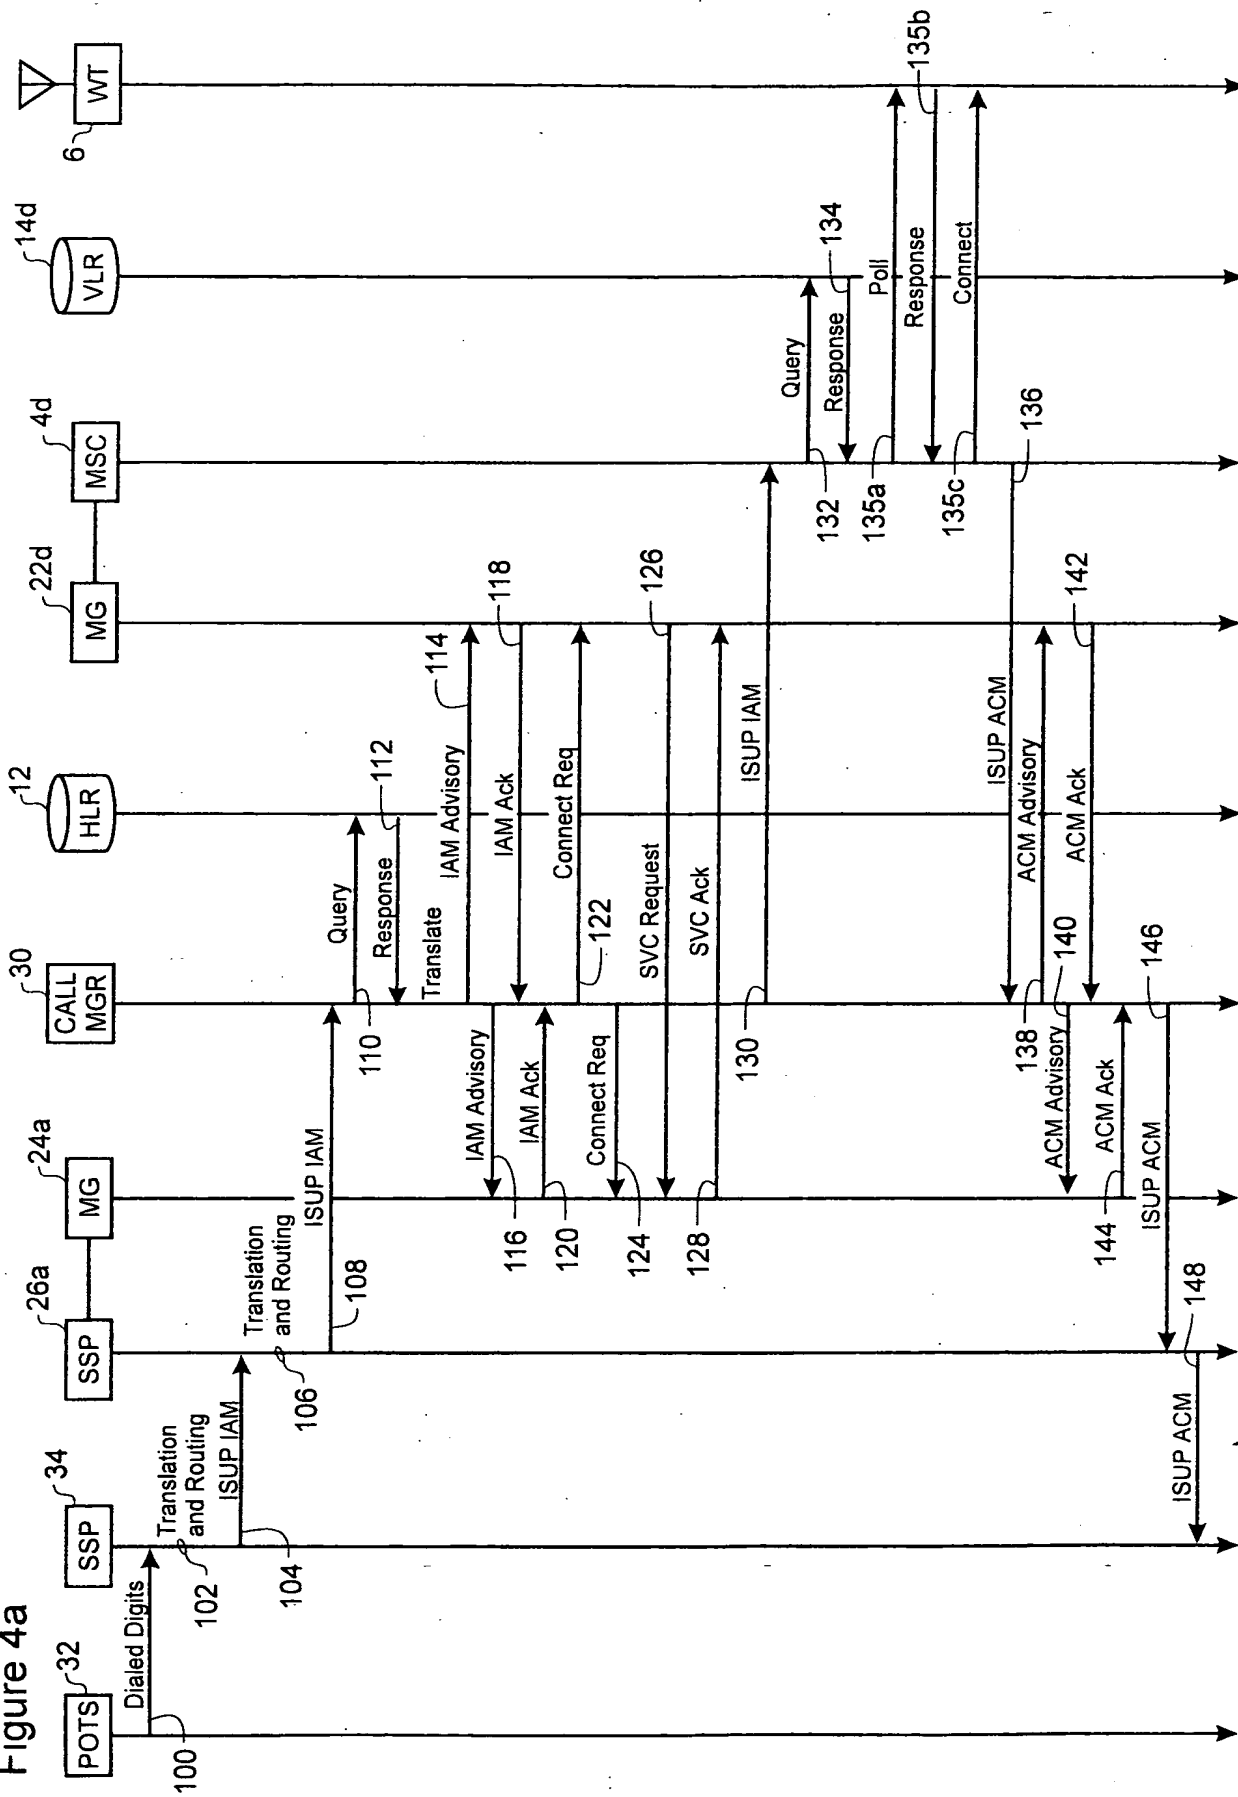 Figure 4a
POTS
32
SSP
34
SSP
26a
MG
24a
CALL
MGR
30
HLR
12
MG
22d
MSC
4d
VLR
14d
WT
6
Dialed Digits
100
Translation
and Routing
102
ISUP IAM
104
Translation
and Routing
106
ISUP IAM
108
Query
110
Response
112
Translate
IAM Advisory
114
IAM Advisory
116
IAM Ack
118
IAM Ack
120
Connect Req
122
Connect Req
124
SVC Request
126
SVC Ack
128
ISUP IAM
130
Query
132
Response
134
Poll
135a
Response
135b
Connect
135c
ISUP ACM
136
ACM Advisory
138
ACM Advisory
140
ACM Ack
142
ACM Ack
144
ISUP ACM
146
ISUP ACM
148